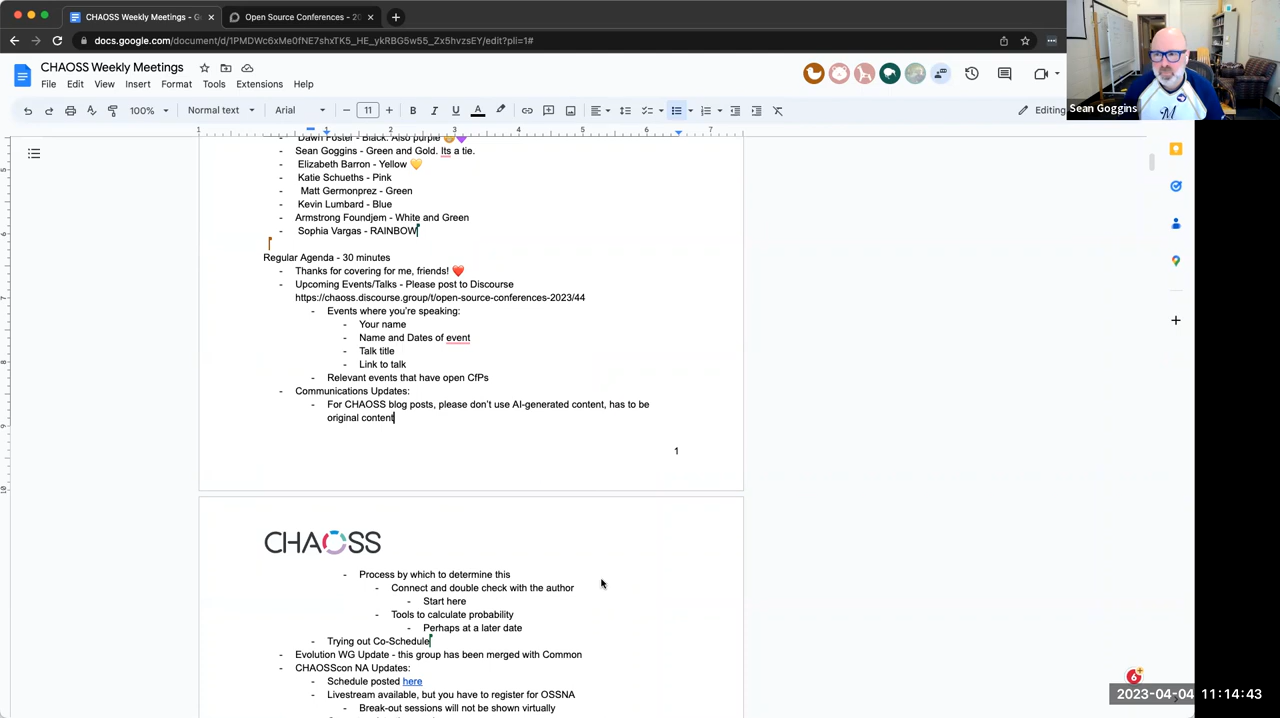 CHAOSS Weekly Meetings - G
Open Source Conferences - 20
docs.google.com/document/d/1PMDWc6xMe0fNE7shxTK5_HE_ykRBG5w55_Zx5hvzsEY/edit?pli=1#
CHAOSS Weekly Meetings
File Edit View Insert Format Tools Extensions Help
100% Normal text Arial 11 B I U A Editing
Sean Goggins
1 1 2 3 4 5 6 7
- Dawn Foster - Black. Also purple
- Sean Goggins - Green and Gold. Its a tie.
- Elizabeth Barron - Yellow 💛
- Katie Schueths - Pink
- Matt Germonprez - Green
- Kevin Lumbard - Blue
- Armstrong Foundjem - White and Green
- Sophia Vargas - RAINBOW
Regular Agenda - 30 minutes
- Thanks for covering for me, friends! ❤️
- Upcoming Events/Talks - Please post to Discourse
https://chaoss.discourse.group/t/open-source-conferences-2023/44
- Events where you're speaking:
- Your name
- Name and Dates of event
- Talk title
- Link to talk
- Relevant events that have open CfPs
- Communications Updates:
- For CHAOSS blog posts, please don't use AI-generated content, has to be
original content
1
CHAOSS
- Process by which to determine this
- Connect and double check with the author
- Start here
- Tools to calculate probability
- Perhaps at a later date
- Trying out Co-Schedule
- Evolution WG Update - this group has been merged with Common
- CHAOSScon NA Updates:
- Schedule posted here
- Livestream available, but you have to register for OSSNA
- Break-out sessions will not be shown virtually
6
2023-04-04 11:14:43